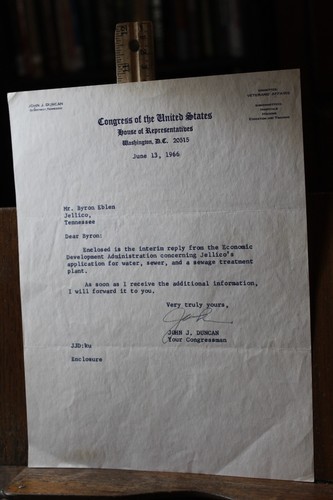 JOHN J. DUNCAN
Congress of the United States
House of Representatives
Washington, D.C. 20515
June 13, 1966
Mr. Byron Eblen
Jellico,
Tennessee
Dear Byron:
Enclosed is the interim reply from the Economic
Development Administration concerning Jellico's
application for water, sewer, and a sewage treatment
plant.
As soon as I receive the additional information,
I will forward it to you.
Very truly yours,
JOHN J. DUNCAN
Your Congressman
JJD:ku
Enclosure